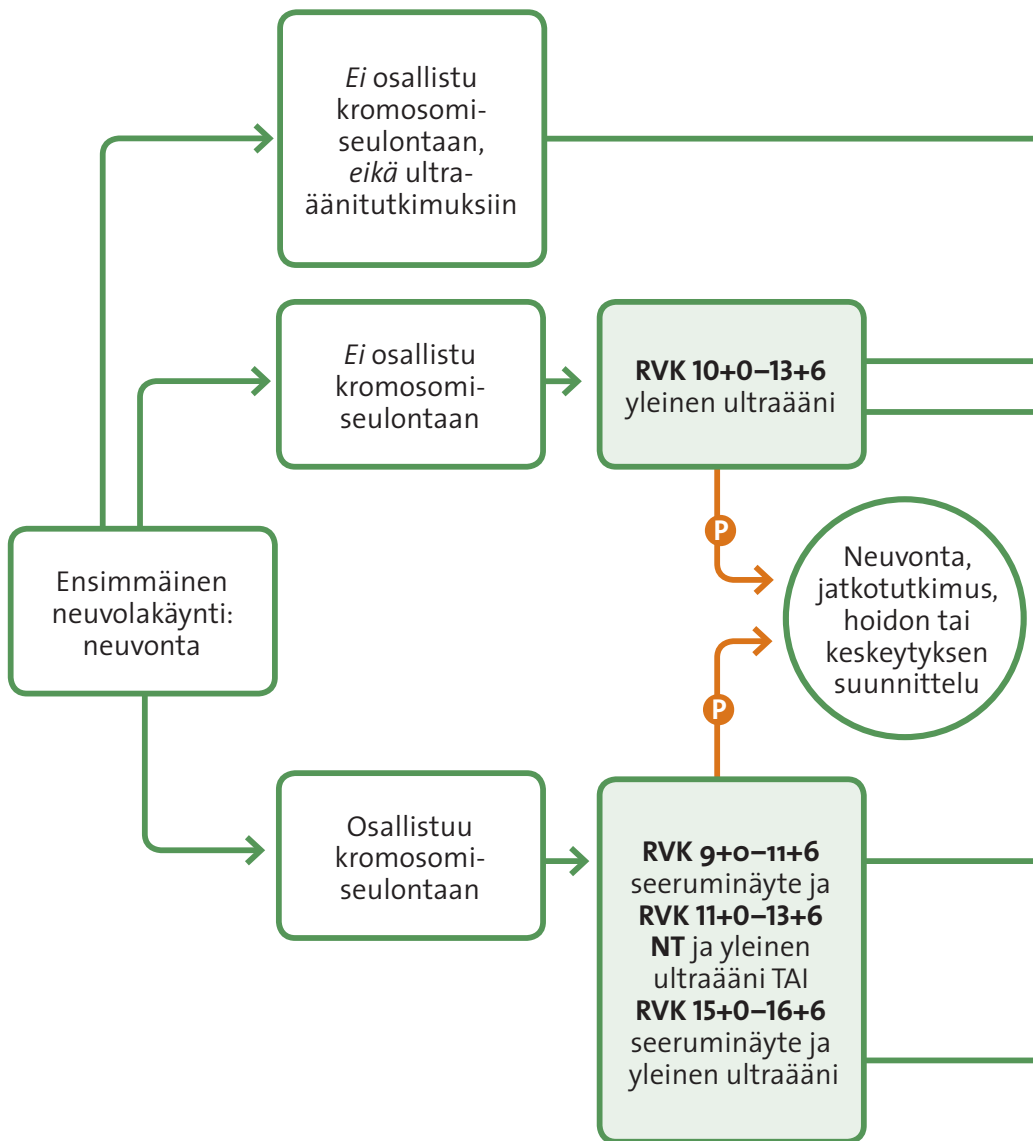 Ei osallistu
kromosomi-
seulontaan,
eikä ultra-
äänitutkimuksiin
Ei osallistu
kromosomi-
seulontaan
RVK 10+0–13+6
yleinen ultraääni
P
Neuvonta,
jatkotutkimus,
hoidon tai
keskeytyksen
suunnittelu
Ensimmäinen
neuvolakäynti:
neuvonta
P
Osallistuu
kromosomi-
seulontaan
RVK 9+0–11+6
seeruminäyte ja
RVK 11+0–13+6
NT ja yleinen
ultraääni TAI
RVK 15+0–16+6
seeruminäyte ja
yleinen ultraääni